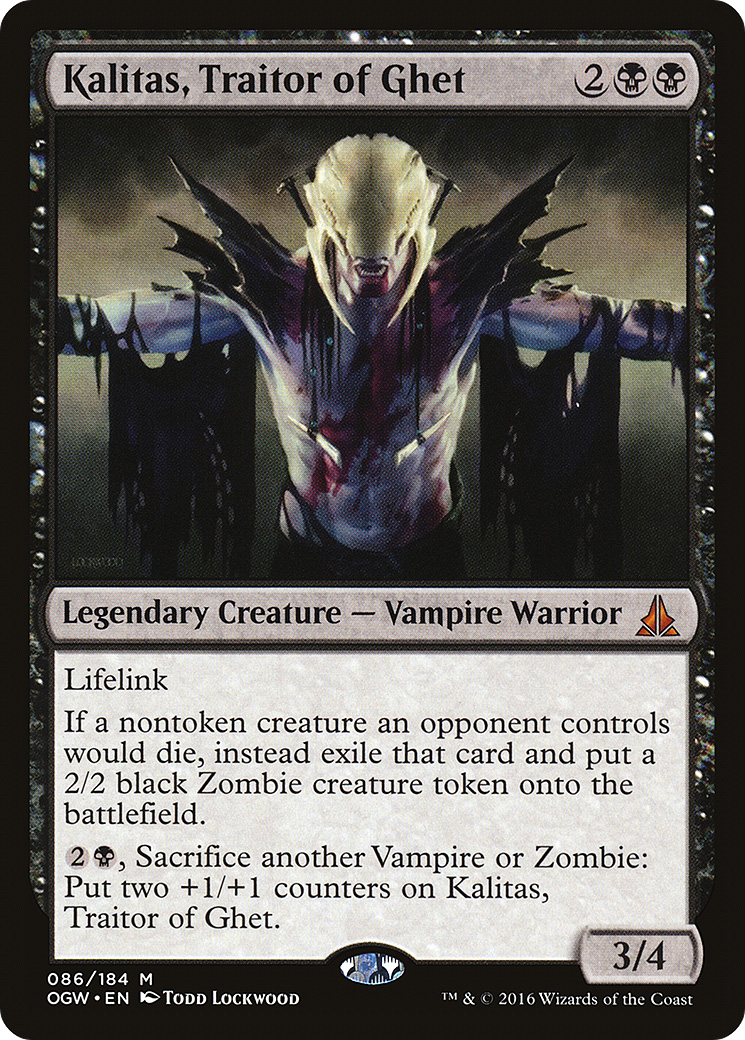 Kalitas, Traitor of Ghet 2
LOCKWOOD
Legendary Creature — Vampire Warrior
Lifelink
If a nontoken creature an opponent controls
would die, instead exile that card and put a
2/2 black Zombie creature token onto the
battlefield.
2, Sacrifice another Vampire or Zombie:
Put two +1/+1 counters on Kalitas,
Traitor of Ghet.
3/4
086/184 M
OGW • EN Todd Lockwood
™ & © 2016 Wizards of the Coast